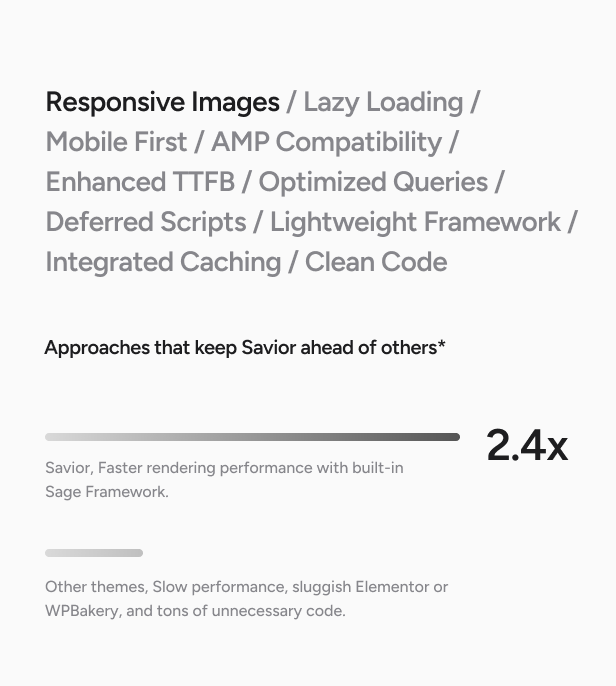 Responsive Images / Lazy Loading /
Mobile First / AMP Compatibility /
Enhanced TTFB / Optimized Queries /
Deferred Scripts / Lightweight Framework /
Integrated Caching / Clean Code
Approaches that keep Savior ahead of others*
2.4x
Savior, Faster rendering performance with built-in
Sage Framework.
Other themes, Slow performance, sluggish Elementor or
WPBakery, and tons of unnecessary code.